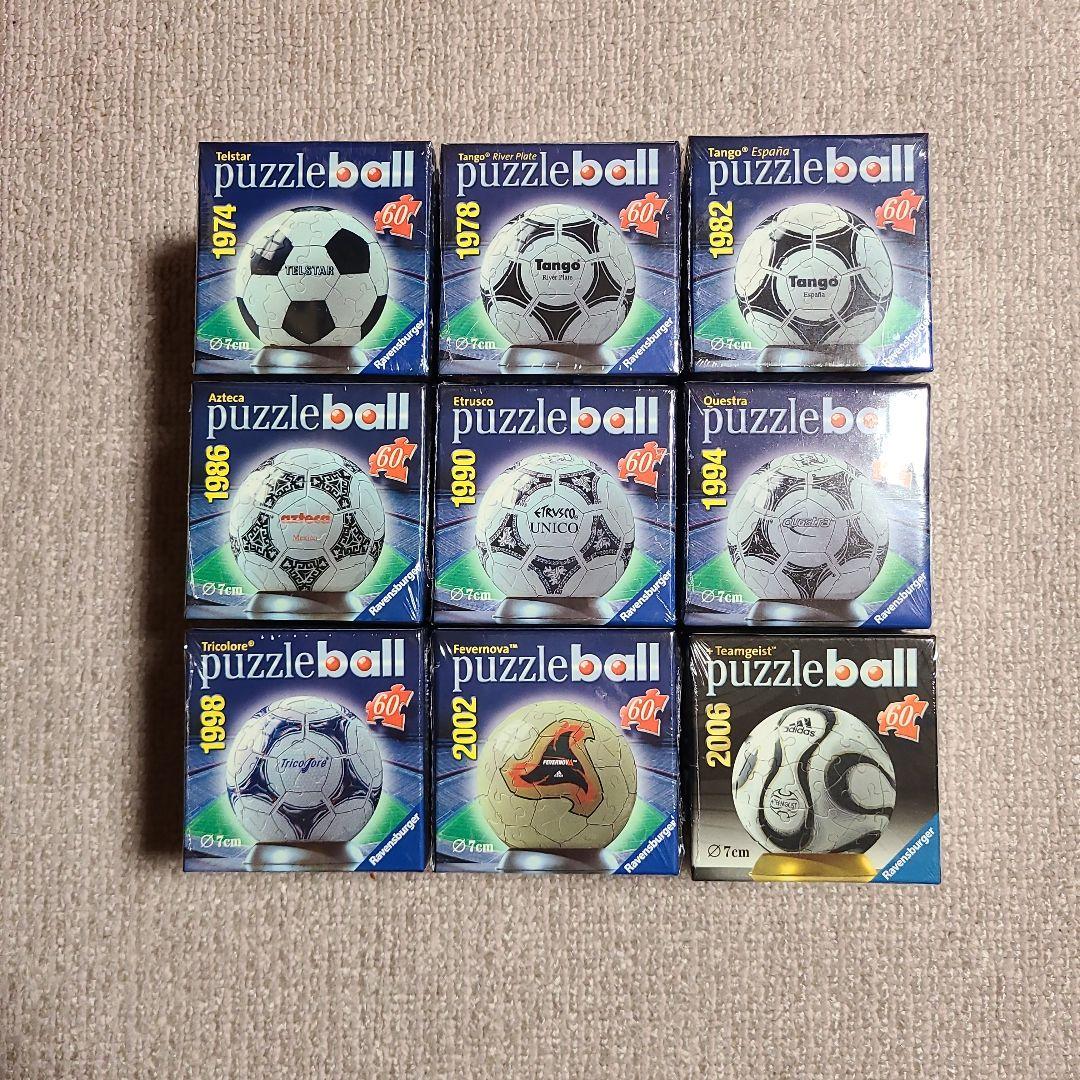 Telstar
puzzleball
1974
60
TELSTAR
Ø 7cm
Ravensburger
Tango® River Plate
puzzleball
1978
60
Tango
River Plate
Ø 7cm
Ravensburger
Tango® España
puzzleball
1982
60
Tango
España
Ø 7cm
Ravensburger
Azteca
puzzleball
1986
60
azteca
Mexico
Ø 7cm
Ravensburger
Etrusco
puzzleball
1990
60
ETRUSCO
UNICO
Ø 7cm
Ravensburger
Questra
puzzleball
1994
Questra
Ø 7cm
Ravensburger
Tricolore®
puzzleball
1998
60
Tricolore
Ø 7cm
Ravensburger
Fevernova™
puzzleball
2002
60
FEVERNOVA™
Ø 7cm
Ravensburger
+Teamgeist™
puzzleball
2006
60
adidas
+TEAMGEIST
Ø 7cm
Ravensburger